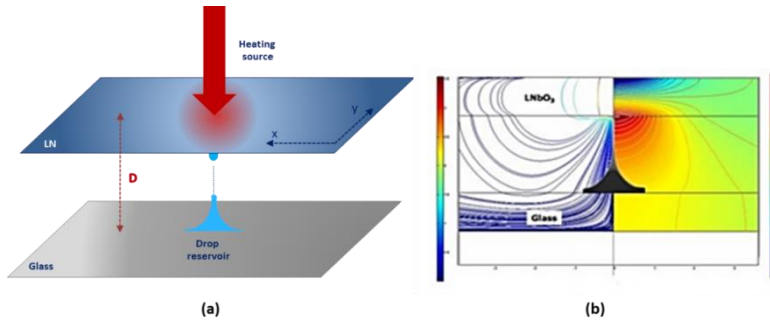 Heating
source
y
x
LN
D
Drop
reservoir
Glass
(a)
LNbO₃
Glass
(b)